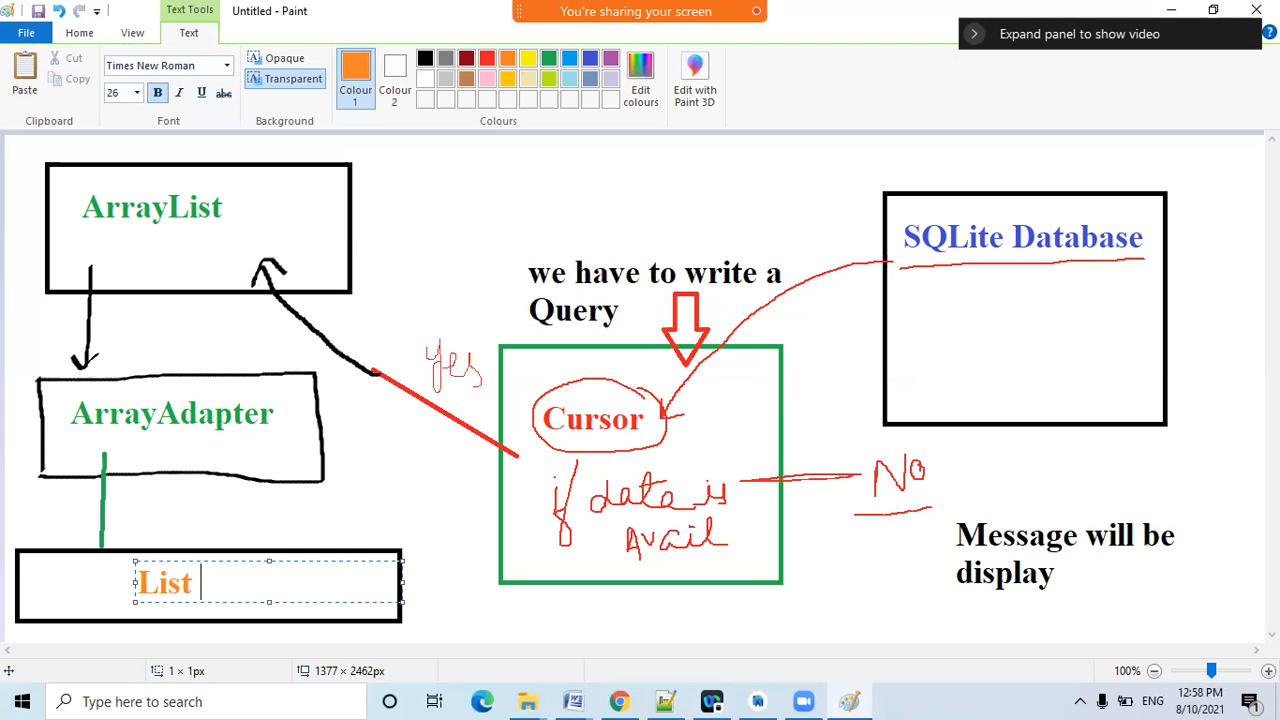 Text Tools
Untitled - Paint
You're sharing your screen
Expand panel to show video
File
Home
View
Text
Paste
Cut
Copy
Clipboard
Times New Roman
26
B
I
U
abc
Font
Opaque
Transparent
Background
Colour
1
Colour
2
Edit
colours
Edit with
Paint 3D
Colours
ArrayList
SQLite Database
we have to write a
Query
Yes
ArrayAdapter
Cursor
if data is
Avail
No
Message will be
display
List
1 × 1px
1377 × 2462px
100%
Type here to search
ENG
12:58 PM
8/10/2021
1